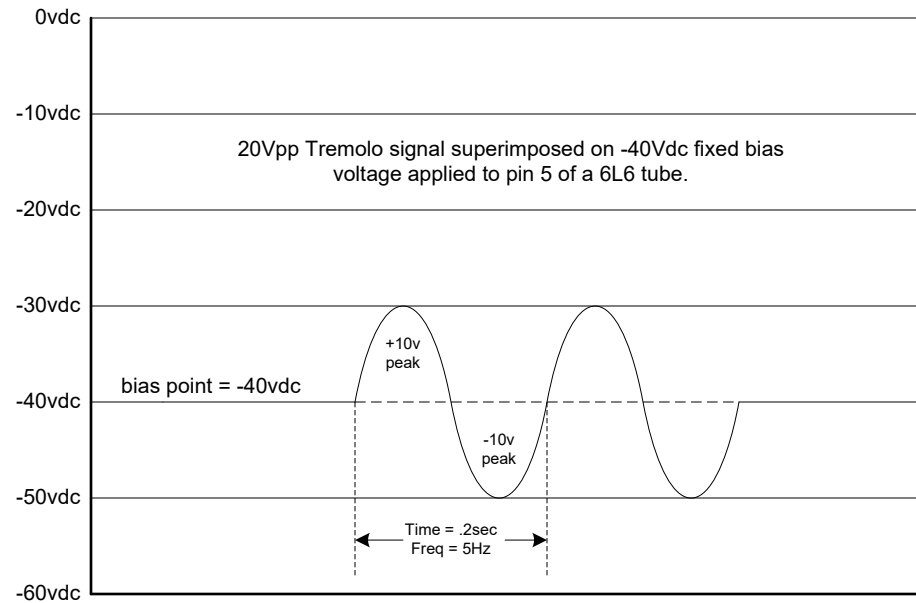 0vdc
-10vdc
20Vpp Tremolo signal superimposed on -40Vdc fixed bias
voltage applied to pin 5 of a 6L6 tube.
-20vdc
-30vdc
+10v
peak
bias point = -40vdc
-40vdc
-10v
peak
-50vdc
Time = .2sec
Freq = 5Hz
-60vdc